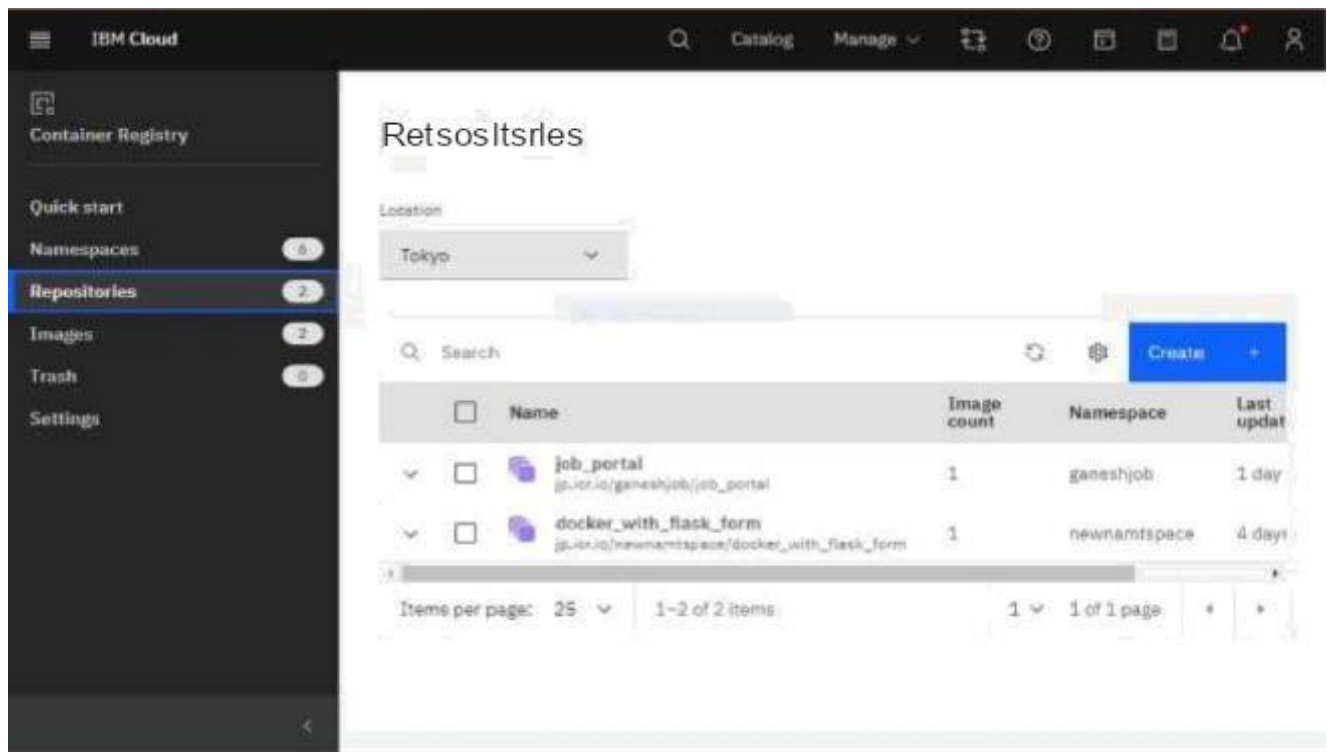 IBM Cloud
Catalog
Manage
Container Registry
Quick start
Namespaces 6
Repositories 2
Images 2
Trash 0
Settings
RetsosItsrles
Location
Tokyo
Search
Create +
Name
Image count
Namespace
Last updat
job_portal
jp.icr.io/ganeshjob/job_portal
1
ganeshjob
1 day
docker_with_flask_form
jp.icr.io/newnamtspace/docker_with_flask_form
1
newnamtspace
4 days
Items per page: 25
1–2 of 2 items
1
1 of 1 page